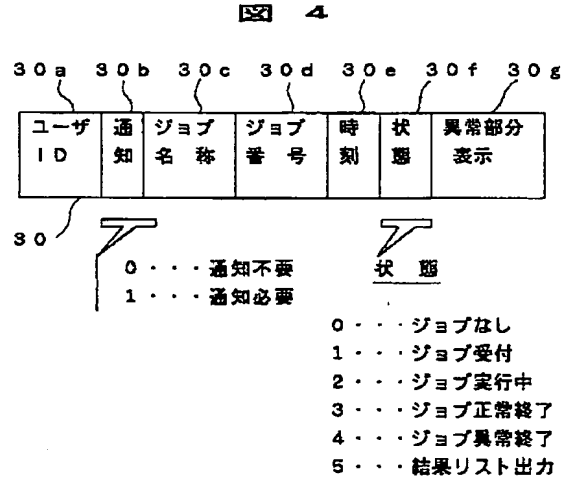 図 4
30a 30b 30c 30d 30e 30f 30g
ユーザ 通 ジョブ ジョブ 時 状 異常部分
ID 知 名 称 番 号 刻 態 表示
30
0・・・通知不要
1・・・通知必要
状 態
0・・・ジョブなし
1・・・ジョブ受付
2・・・ジョブ実行中
3・・・ジョブ正常終了
4・・・ジョブ異常終了
5・・・結果リスト出力